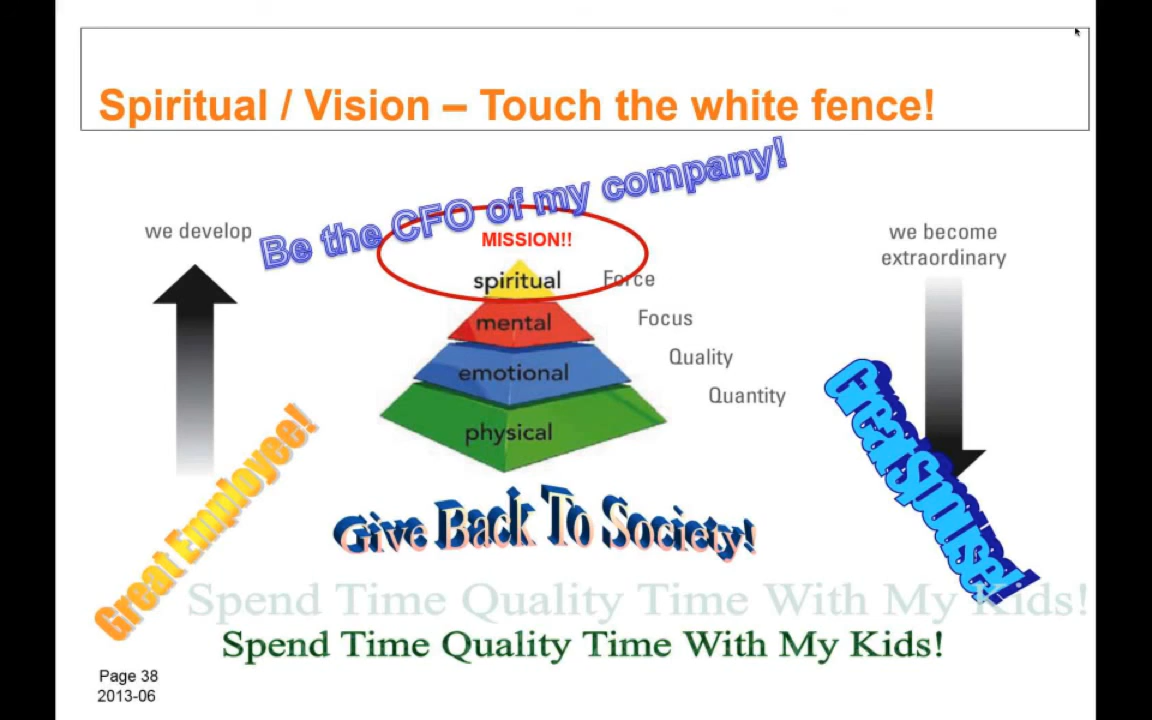 Spiritual / Vision – Touch the white fence!
Be the CFO of my company!
we develop
MISSION!!
we become
extraordinary
spiritual
Force
mental
Focus
emotional
Quality
Quantity
physical
Great Employee!
Great Spouse!
Give Back To Society!
Spend Time Quality Time With My Kids!
Spend Time Quality Time With My Kids!
Page 38
2013-06